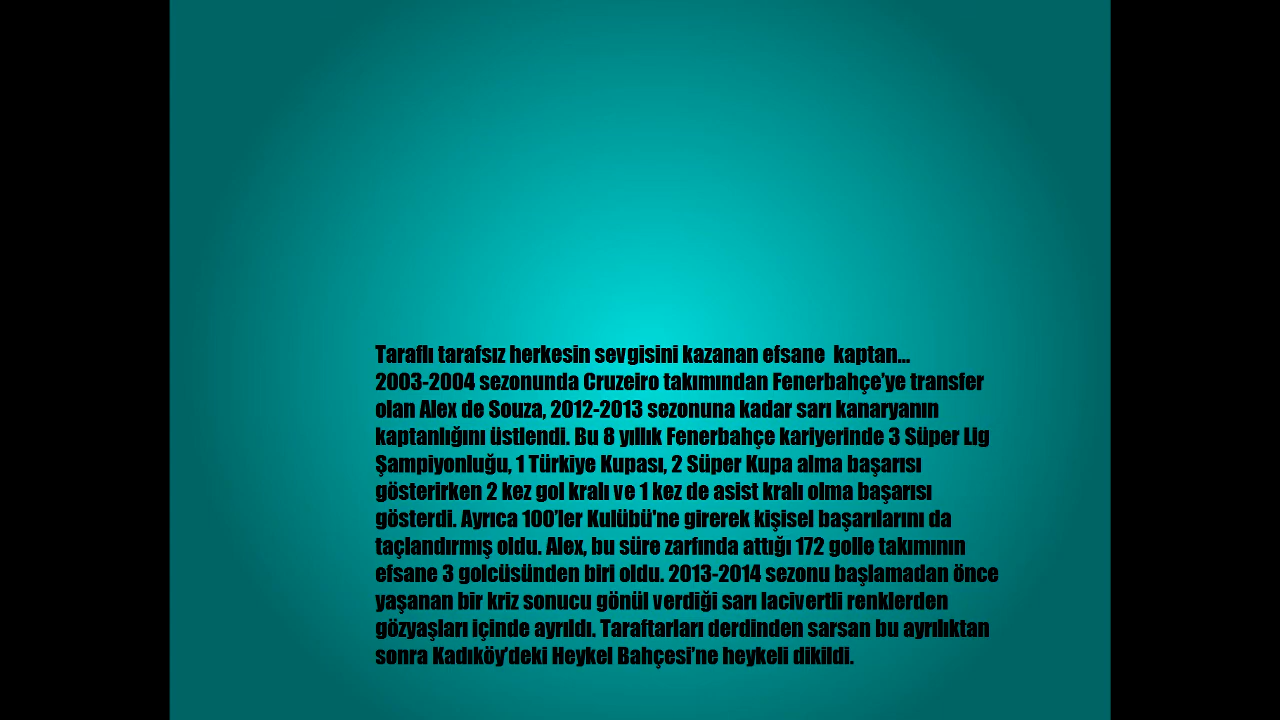 Taraflı tarafsız herkesin sevgisini kazanan efsane  kaptan...
2003-2004 sezonunda Cruzeiro takımından Fenerbahçe’ye transfer
olan Alex de Souza, 2012-2013 sezonuna kadar sarı kanaryanın
kaptanlığını üstlendi. Bu 8 yıllık Fenerbahçe kariyerinde 3 Süper Lig
Şampiyonluğu, 1 Türkiye Kupası, 2 Süper Kupa alma başarısı
gösterirken 2 kez gol kralı ve 1 kez de asist kralı olma başarısı
gösterdi. Ayrıca 100’ler Kulübü'ne girerek kişisel başarılarını da
taçlandırmış oldu. Alex, bu süre zarfında attığı 172 golle takımının
efsane 3 golcüsünden biri oldu. 2013-2014 sezonu başlamadan önce
yaşanan bir kriz sonucu gönül verdiği sarı lacivertli renklerden
gözyaşları içinde ayrıldı. Taraftarları derdinden sarsan bu ayrılıktan
sonra Kadıköy’deki Heykel Bahçesi’ne heykeli dikildi.